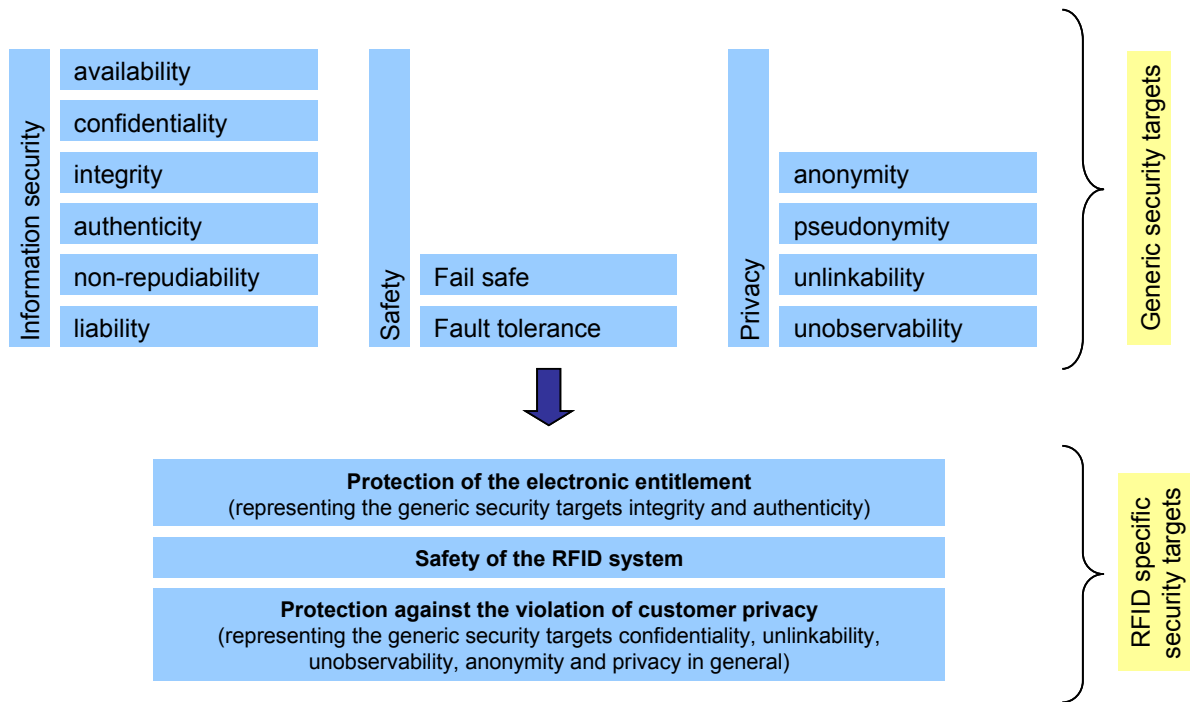 Information security
availability
confidentiality
integrity
authenticity
non-repudiability
liability
Safety
Fail safe
Fault tolerance
Privacy
anonymity
pseudonymity
unlinkability
unobservability
Generic security targets
Protection of the electronic entitlement
(representing the generic security targets integrity and authenticity)
Safety of the RFID system
Protection against the violation of customer privacy
(representing the generic security targets confidentiality, unlinkability,
unobservability, anonymity and privacy in general)
RFID specific
security targets